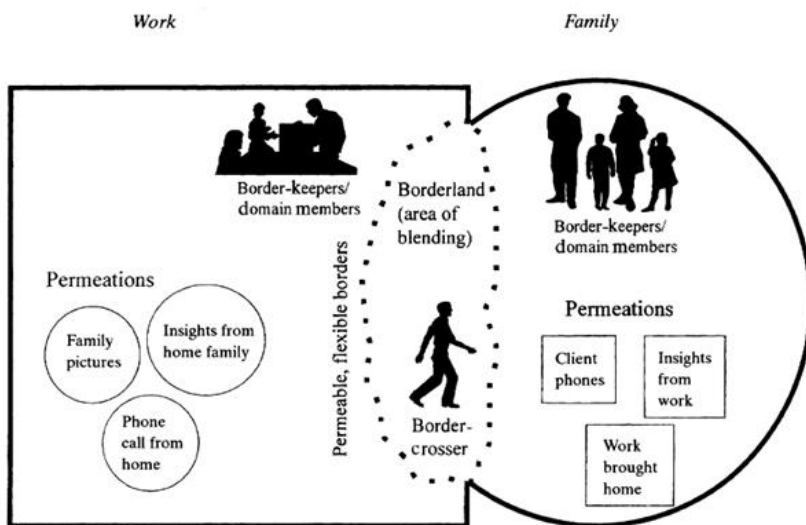 Work
Family
Border-keepers/
domain members
Borderland
(area of
blending)
Border-keepers/
domain members
Permeable, flexible borders
Permeations
Family
pictures
Insights from
home family
Phone
call from
home
Border-
crosser
Permeations
Client
phones
Insights
from
work
Work
brought
home